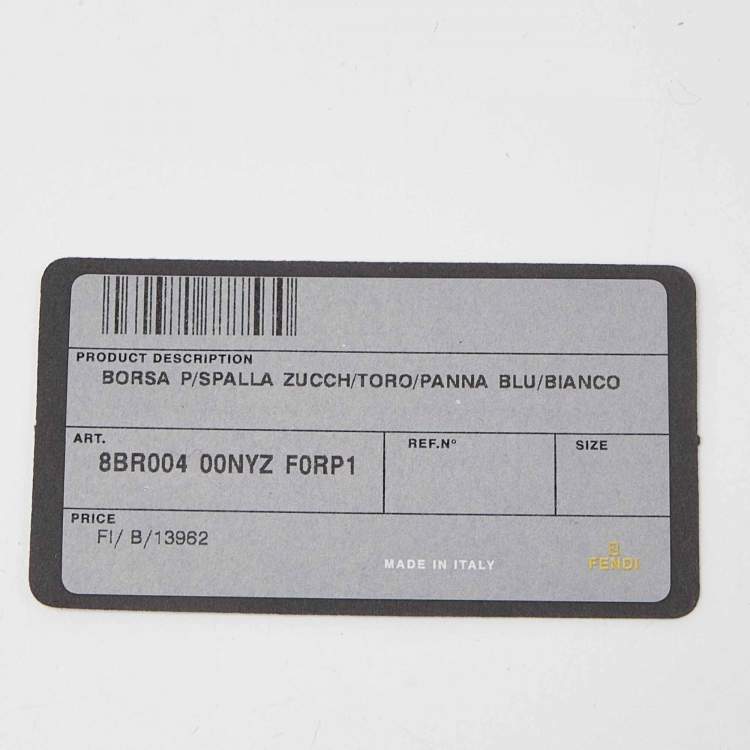 PRODUCT DESCRIPTION
BORSA P/SPALLA ZUCCH/TORO/PANNA BLU/BIANCO
ART.
8BR004 00NYZ F0RP1
REF.Nº
SIZE
PRICE
FI/ B/13962
MADE IN ITALY
FENDI